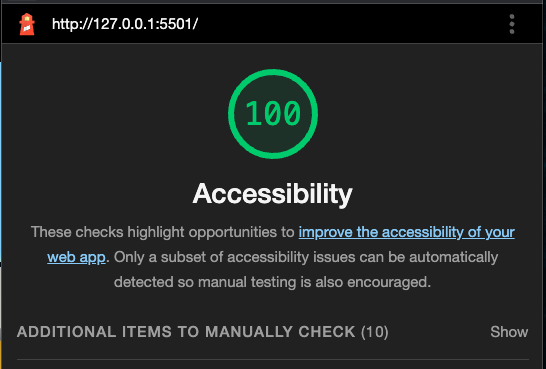 http://127.0.0.1:5501/
100
Accessibility
These checks highlight opportunities to improve the accessibility of your
web app. Only a subset of accessibility issues can be automatically
detected so manual testing is also encouraged.
ADDITIONAL ITEMS TO MANUALLY CHECK (10) Show